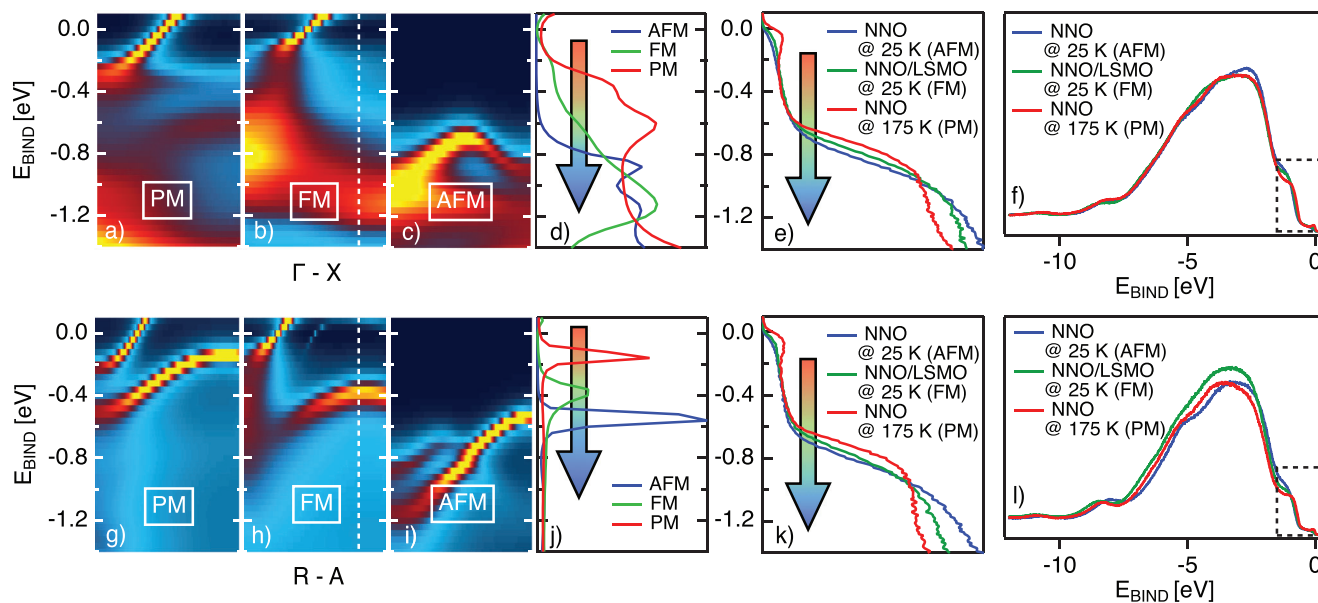 E_BIND [eV]
0.0
-0.4
-0.8
-1.2
PM
a)
FM
b)
AFM
c)
Γ - X
AFM
FM
PM
d)
0.0
-0.4
-0.8
-1.2
NNO
@ 25 K (AFM)
NNO/LSMO
@ 25 K (FM)
NNO
@ 175 K (PM)
e)
NNO
@ 25 K (AFM)
NNO/LSMO
@ 25 K (FM)
NNO
@ 175 K (PM)
f)
-10
-5
0
E_BIND [eV]
E_BIND [eV]
0.0
-0.4
-0.8
-1.2
PM
g)
FM
h)
AFM
i)
R - A
AFM
FM
PM
j)
0.0
-0.4
-0.8
-1.2
NNO
@ 25 K (AFM)
NNO/LSMO
@ 25 K (FM)
NNO
@ 175 K (PM)
k)
NNO
@ 25 K (AFM)
NNO/LSMO
@ 25 K (FM)
NNO
@ 175 K (PM)
l)
-10
-5
0
E_BIND [eV]